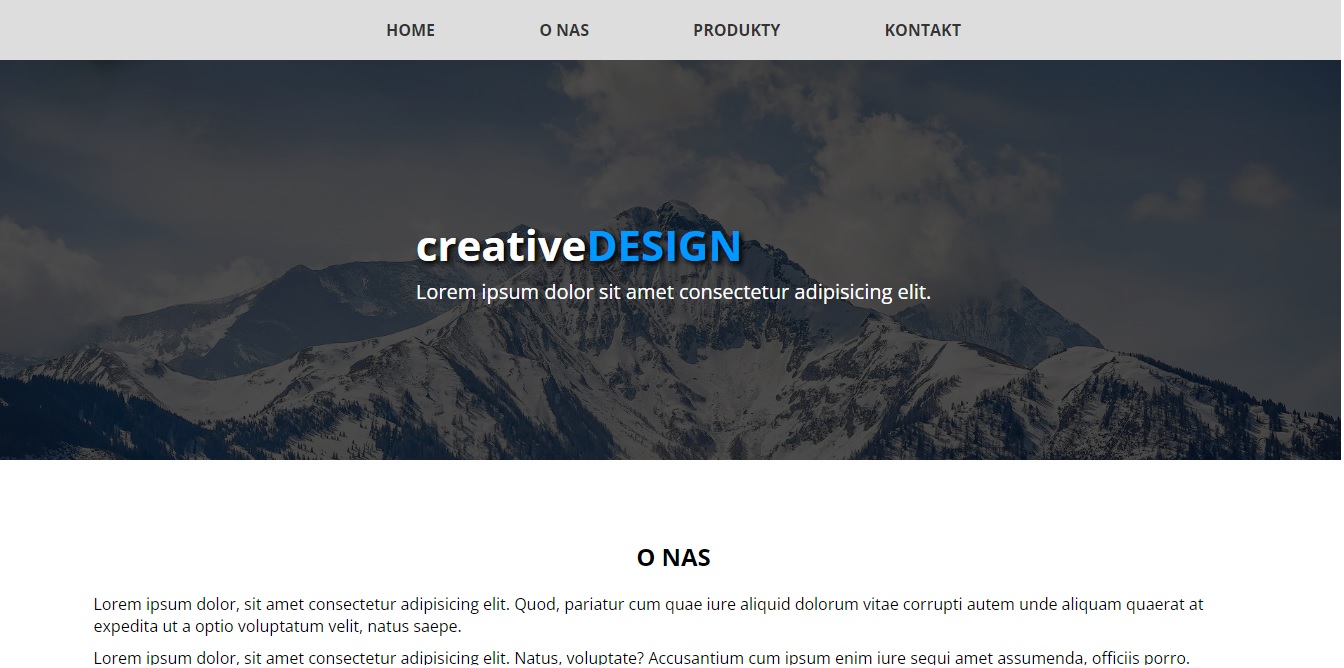 HOME O NAS PRODUKTY KONTAKT
creativeDESIGN
Lorem ipsum dolor sit amet consectetur adipisicing elit.
O NAS
Lorem ipsum dolor, sit amet consectetur adipisicing elit. Quod, pariatur cum quae iure aliquid dolorum vitae corrupti autem unde aliquam quaerat at
expedita ut a optio voluptatum velit, natus saepe.
Lorem ipsum dolor, sit amet consectetur adipisicing elit. Natus, voluptate? Accusantium cum ipsum enim iure sequi amet assumenda, officiis porro.